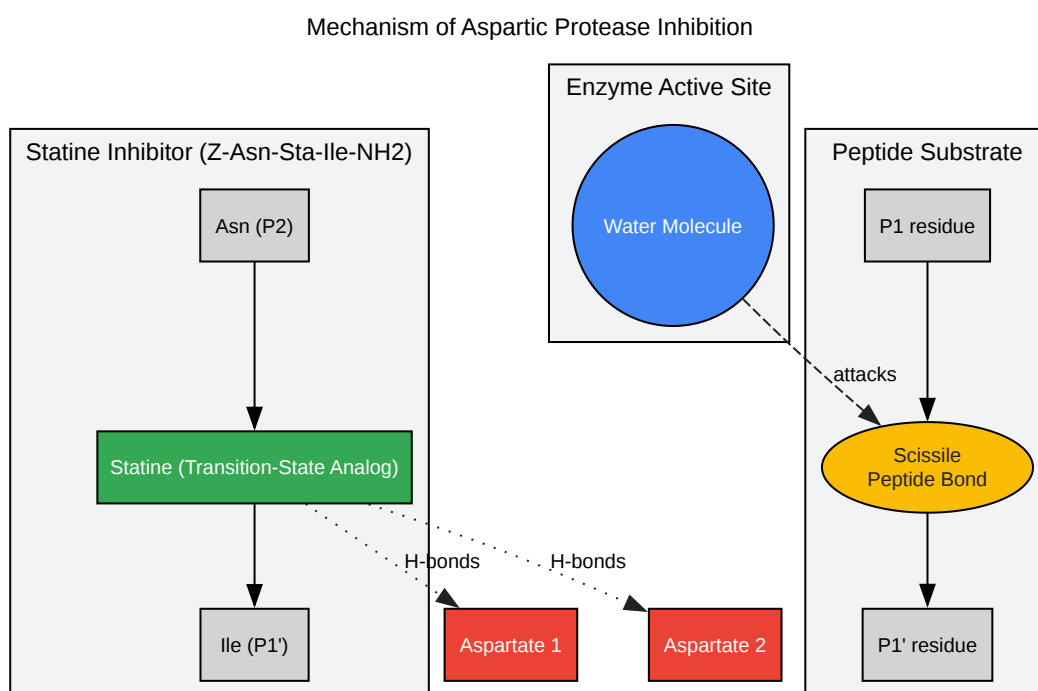 Mechanism of Aspartic Protease Inhibition
Enzyme Active Site
Statine Inhibitor (Z-Asn-Sta-Ile-NH2)
Peptide Substrate
Asn (P2)
Water Molecule
P1 residue
attacks
Statine (Transition-State Analog)
Scissile
Peptide Bond
H-bonds
H-bonds
Ile (P1')
Aspartate 1
Aspartate 2
P1' residue